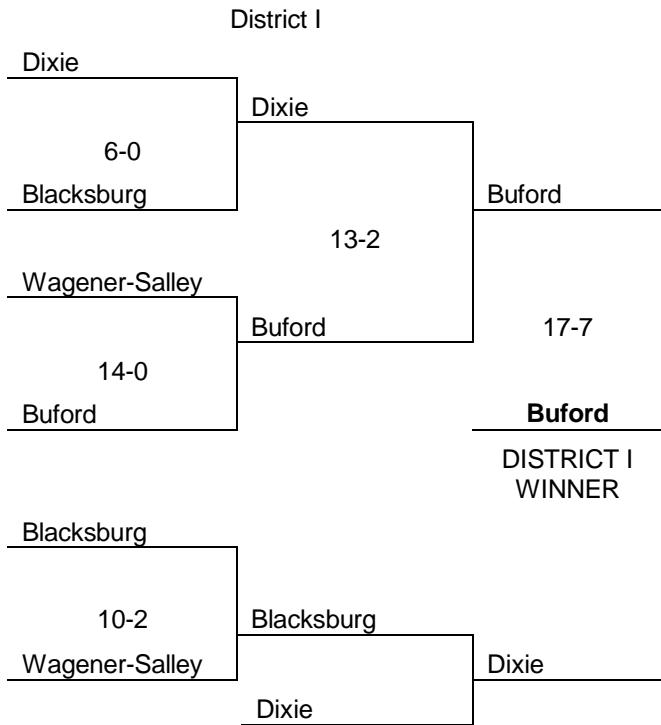 District I
Dixie
Dixie
6-0
Blacksburg
Buford
13-2
Wagener-Salley
Buford
17-7
14-0
Buford
Buford
DISTRICT I
WINNER
Blacksburg
10-2
Blacksburg
Wagener-Salley
Dixie
Dixie